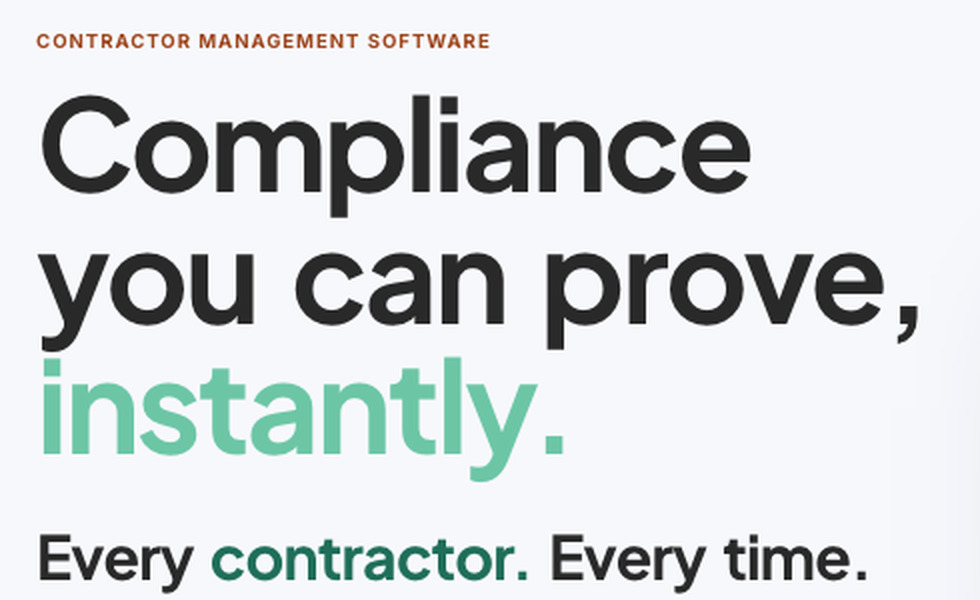 CONTRACTOR MANAGEMENT SOFTWARE
Compliance
you can prove,
instantly.
Every contractor. Every time.